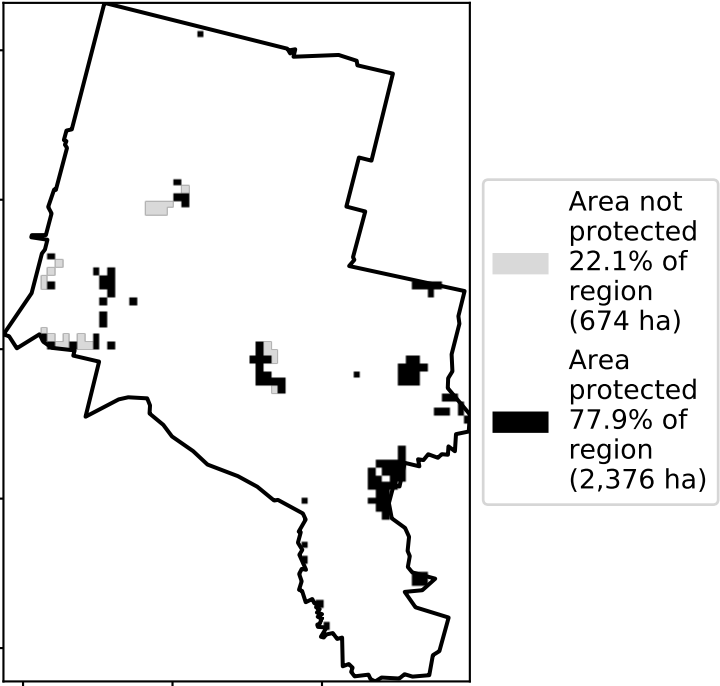 Area not
protected
22.1% of
region
(674 ha)
Area
protected
77.9% of
region
(2,376 ha)